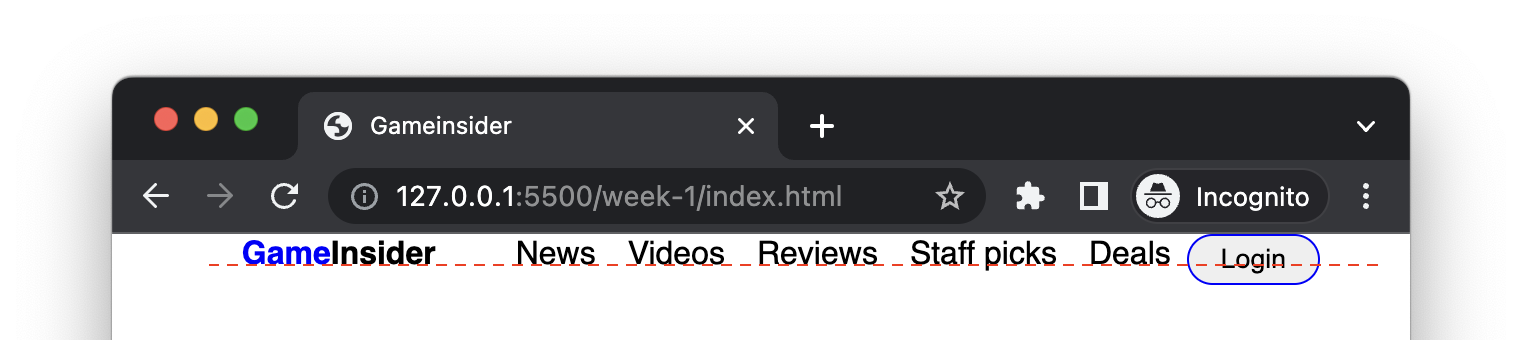 Gameinsider
127.0.0.1:5500/week-1/index.html Incognito
GameInsider News Videos Reviews Staff picks Deals Login